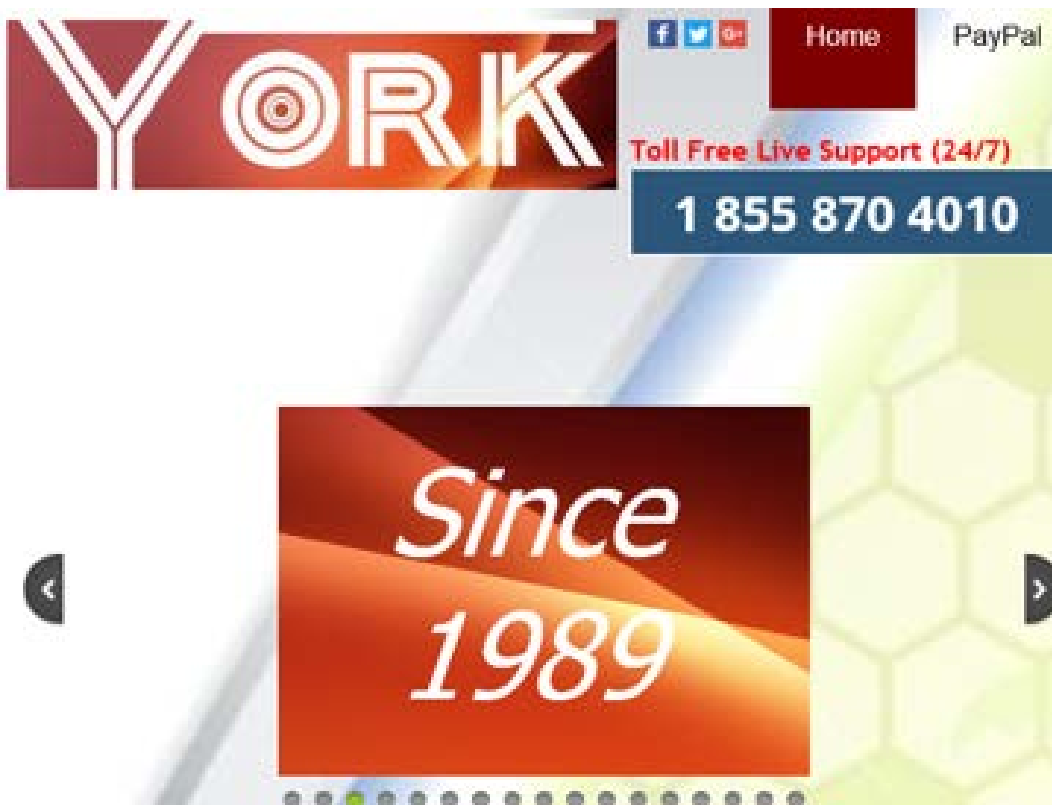 YORK
f G+
Home
PayPal
Toll Free Live Support (24/7)
1 855 870 4010
Since
1989